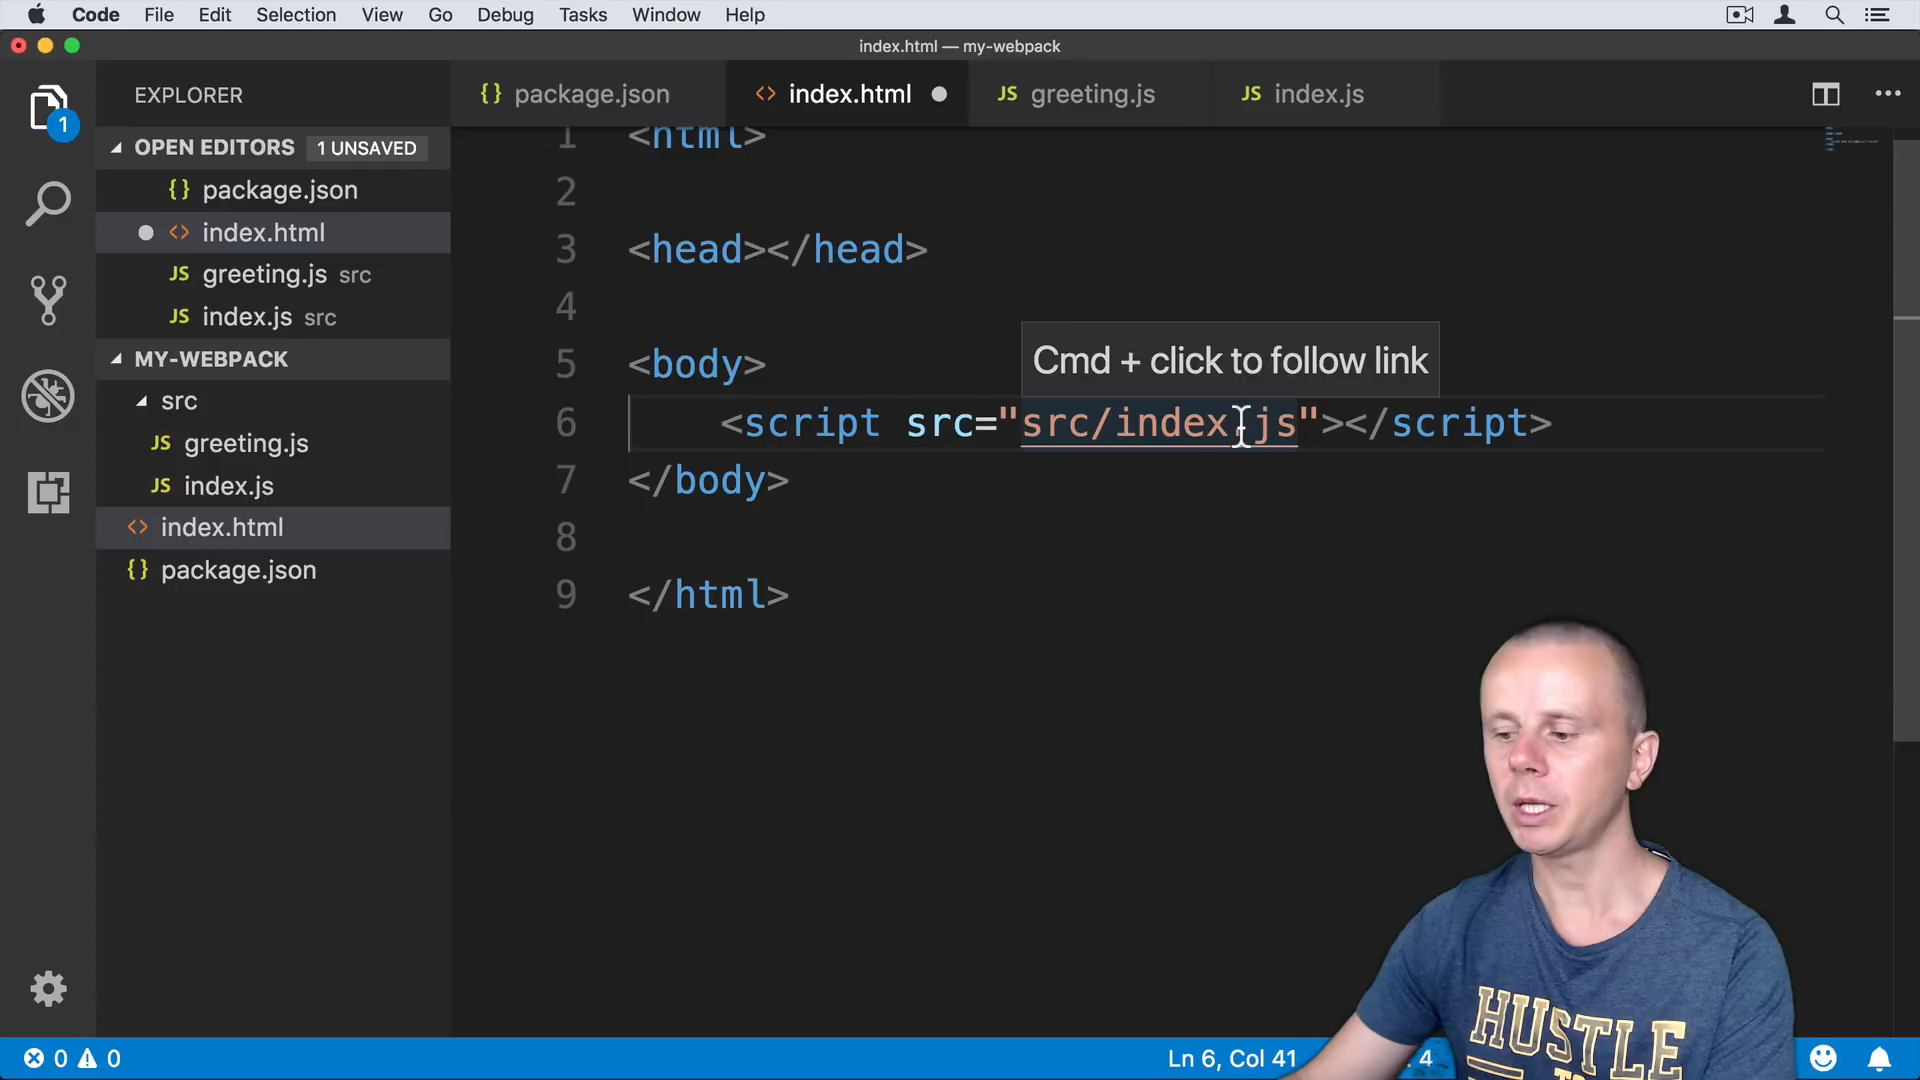 Code File Edit Selection View Go Debug Tasks Window Help
index.html — my-webpack
EXPLORER
{} package.json
<> index.html
JS greeting.js
JS index.js
1
OPEN EDITORS 1 UNSAVED
{} package.json
<> index.html
JS greeting.js src
JS index.js src
MY-WEBPACK
src
JS greeting.js
JS index.js
<> index.html
{} package.json
1 <html>
2
3 <head></head>
4
5 <body>
Cmd + click to follow link
6 <script src="src/index.js"></script>
7 </body>
8
9 </html>
HUSTLE
0 0
Ln 6, Col 41
4